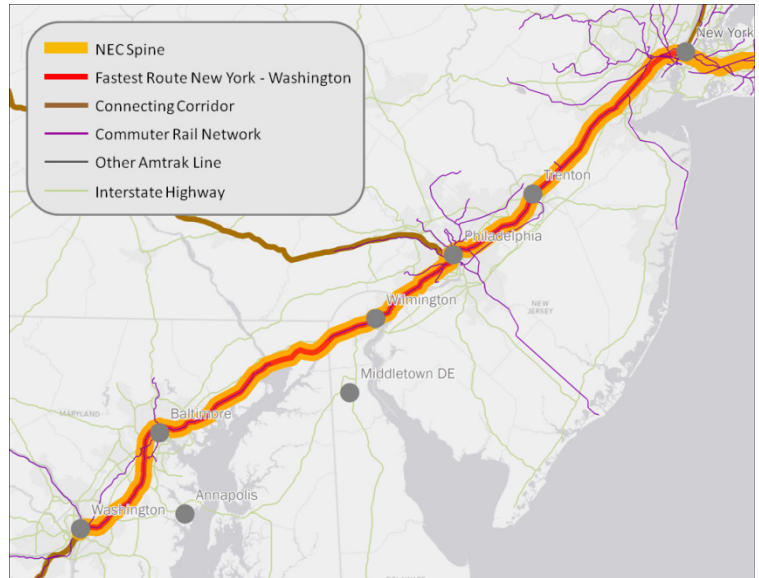 NEC Spine
Fastest Route New York - Washington
Connecting Corridor
Commuter Rail Network
Other Amtrak Line
Interstate Highway
New York
Trenton
Philadelphia
Wilmington
NEW
JERSEY
Middletown DE
MARYLAND
Baltimore
Annapolis
Washington